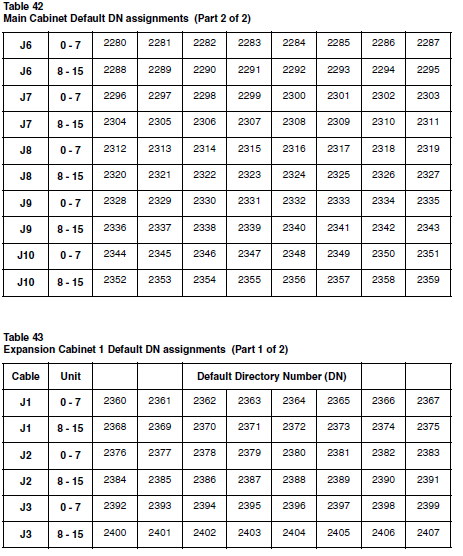 Table 42
Main Cabinet Default DN assignments (Part 2 of 2)
J6 0 - 7 2280 2281 2282 2283 2284 2285 2286 2287
J6 8 - 15 2288 2289 2290 2291 2292 2293 2294 2295
J7 0 - 7 2296 2297 2298 2299 2300 2301 2302 2303
J7 8 - 15 2304 2305 2306 2307 2308 2309 2310 2311
J8 0 - 7 2312 2313 2314 2315 2316 2317 2318 2319
J8 8 - 15 2320 2321 2322 2323 2324 2325 2326 2327
J9 0 - 7 2328 2329 2330 2331 2332 2333 2334 2335
J9 8 - 15 2336 2337 2338 2339 2340 2341 2342 2343
J10 0 - 7 2344 2345 2346 2347 2348 2349 2350 2351
J10 8 - 15 2352 2353 2354 2355 2356 2357 2358 2359
Table 43
Expansion Cabinet 1 Default DN assignments (Part 1 of 2)
Cable Unit Default Directory Number (DN)
J1 0 - 7 2360 2361 2362 2363 2364 2365 2366 2367
J1 8 - 15 2368 2369 2370 2371 2372 2373 2374 2375
J2 0 - 7 2376 2377 2378 2379 2380 2381 2382 2383
J2 8 - 15 2384 2385 2386 2387 2388 2389 2390 2391
J3 0 - 7 2392 2393 2394 2395 2396 2397 2398 2399
J3 8 - 15 2400 2401 2402 2403 2404 2405 2406 2407